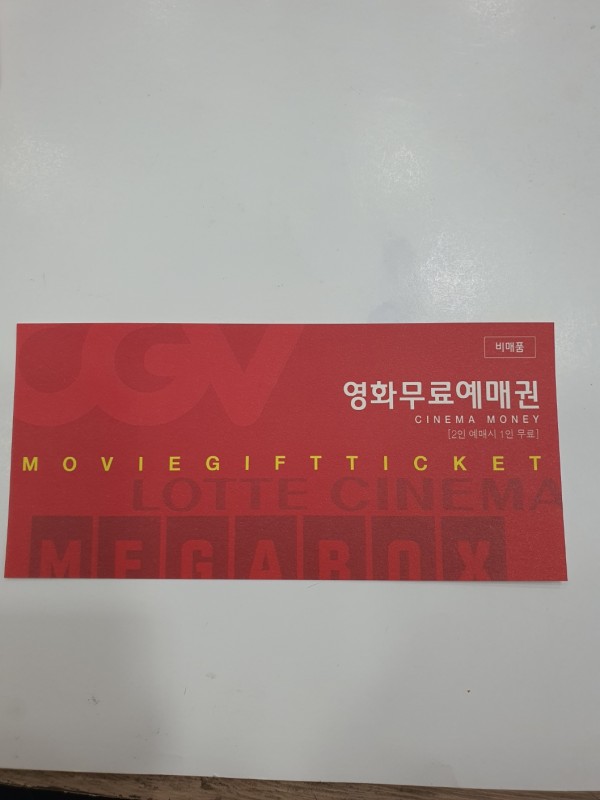 CGV
비매품
영화무료예매권
CINEMA MONEY
[2인 예매시 1인 무료]
MOVIEGIFTTICKET
LOTTE CINEMA
MEGABOX